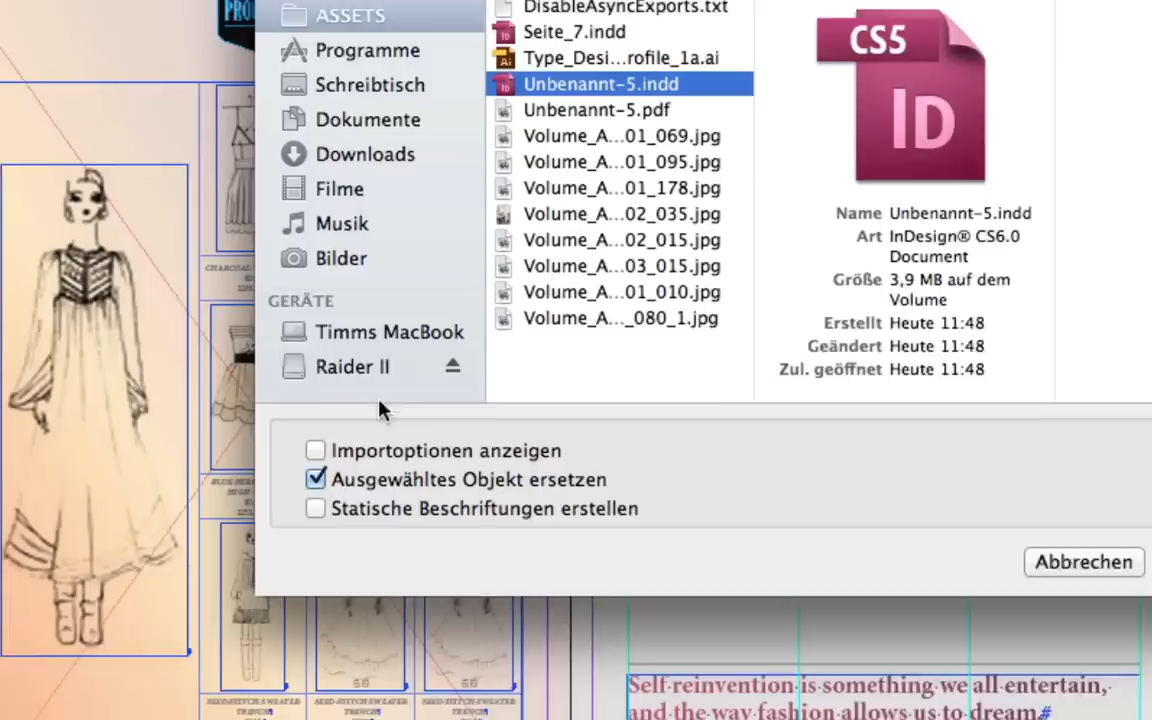 PRO
ASSETS
Programme
Schreibtisch
Dokumente
Downloads
Filme
Musik
Bilder
GERÄTE
Timms MacBook
Raider II
DisableAsyncExports.txt
Seite_7.indd
Type_Desi...rofile_1a.ai
Unbenannt-5.indd
Unbenannt-5.pdf
Volume_A...01_069.jpg
Volume_A...01_095.jpg
Volume_A...01_178.jpg
Volume_A...02_035.jpg
Volume_A...02_015.jpg
Volume_A...03_015.jpg
Volume_A...01_010.jpg
Volume_A..._080_1.jpg
CS5
ID
Name Unbenannt-5.indd
Art InDesign® CS6.0
Document
Größe 3,9 MB auf dem
Volume
Erstellt Heute 11:48
Geändert Heute 11:48
Zul. geöffnet Heute 11:48
Importoptionen anzeigen
Ausgewähltes Objekt ersetzen
Statische Beschriftungen erstellen
Abbrechen
CHARCOAL
Self-reinvention is something we all entertain,
and the way fashion allows us to dream.#